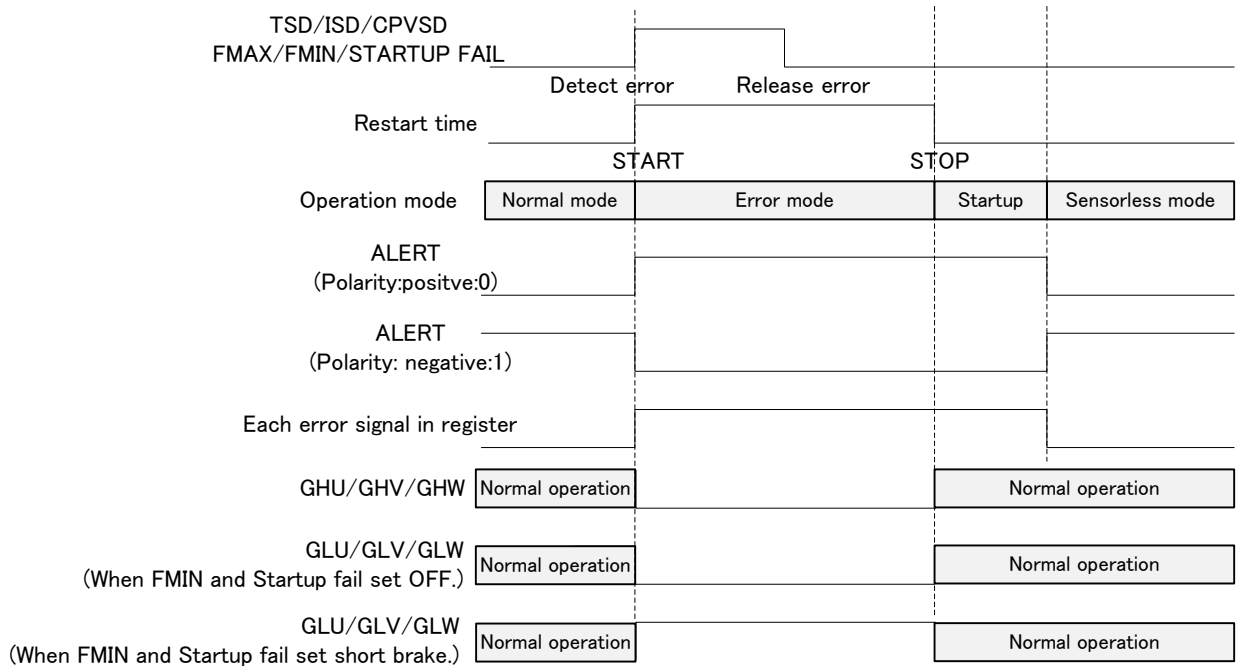 TSD/ISD/CPVSD
FMAX/FMIN/STARTUP FAIL
Detect error Release error
Restart time
START STOP
Operation mode Normal mode Error mode Startup Sensorless mode
ALERT
(Polarity:positve:0)
ALERT
(Polarity: negative:1)
Each error signal in register
GHU/GHV/GHW Normal operation Normal operation
GLU/GLV/GLW
(When FMIN and Startup fail set OFF.) Normal operation Normal operation
GLU/GLV/GLW
(When FMIN and Startup fail set short brake.) Normal operation Normal operation